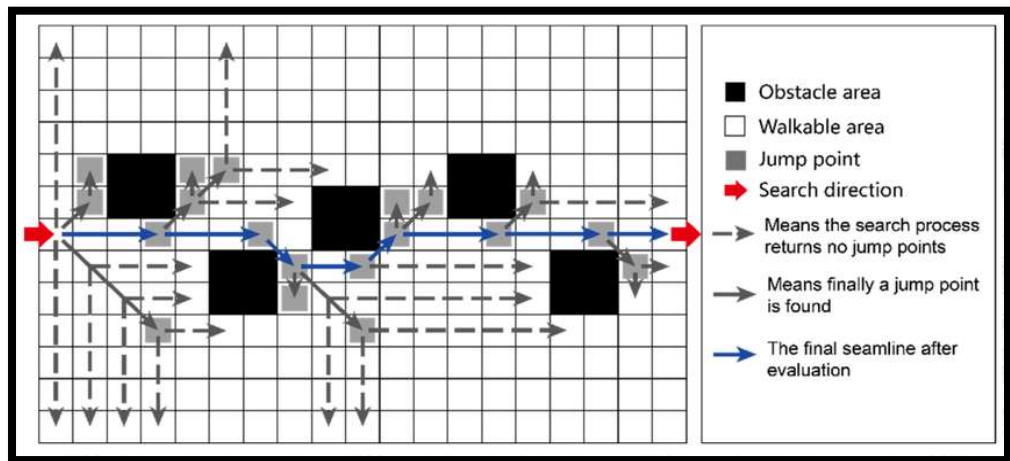 Obstacle area
Walkable area
Jump point
Search direction
Means the search process
returns no jump points
Means finally a jump point
is found
The final seamline after
evaluation